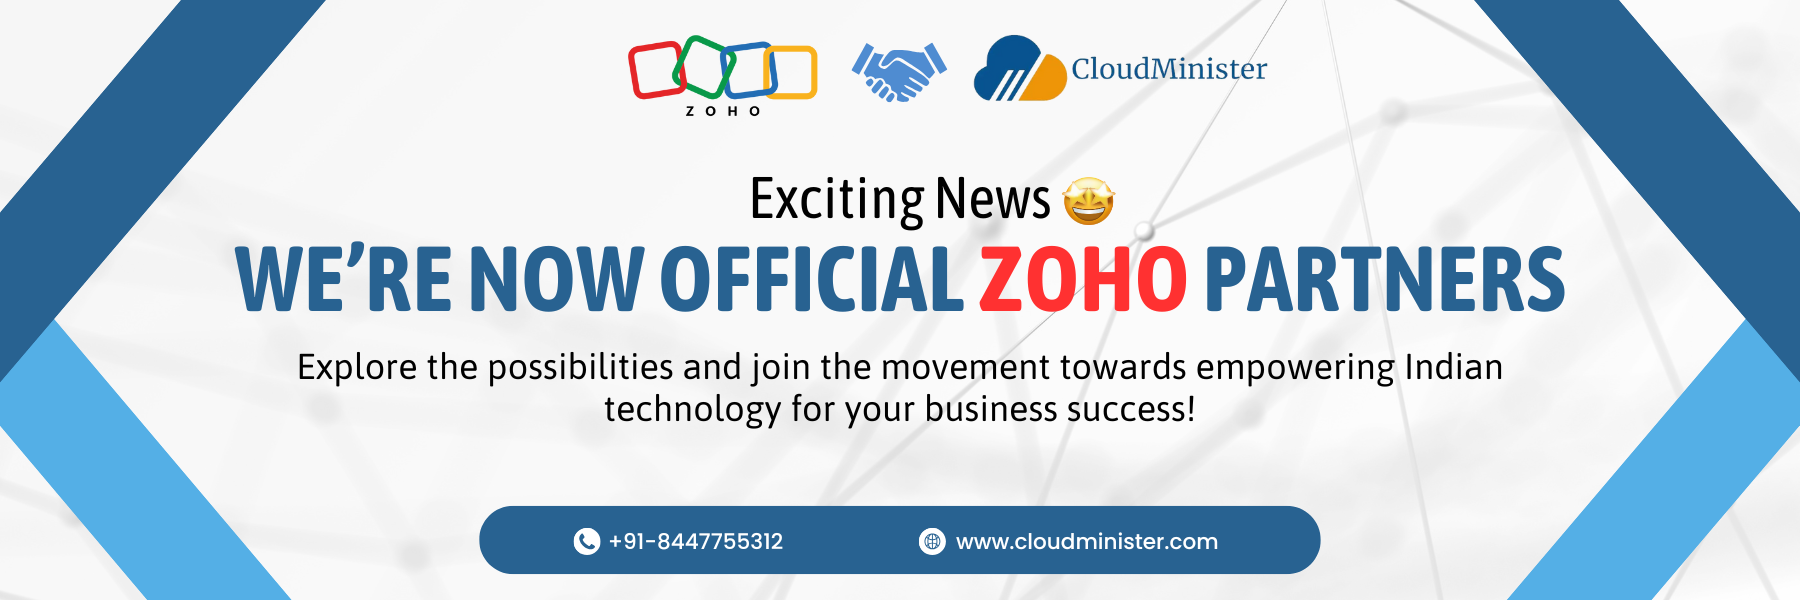 ZOHO
CloudMinister
Exciting News 🤩
WE’RE NOW OFFICIAL ZOHO PARTNERS
Explore the possibilities and join the movement towards empowering Indian
technology for your business success!
+91-8447755312
www.cloudminister.com